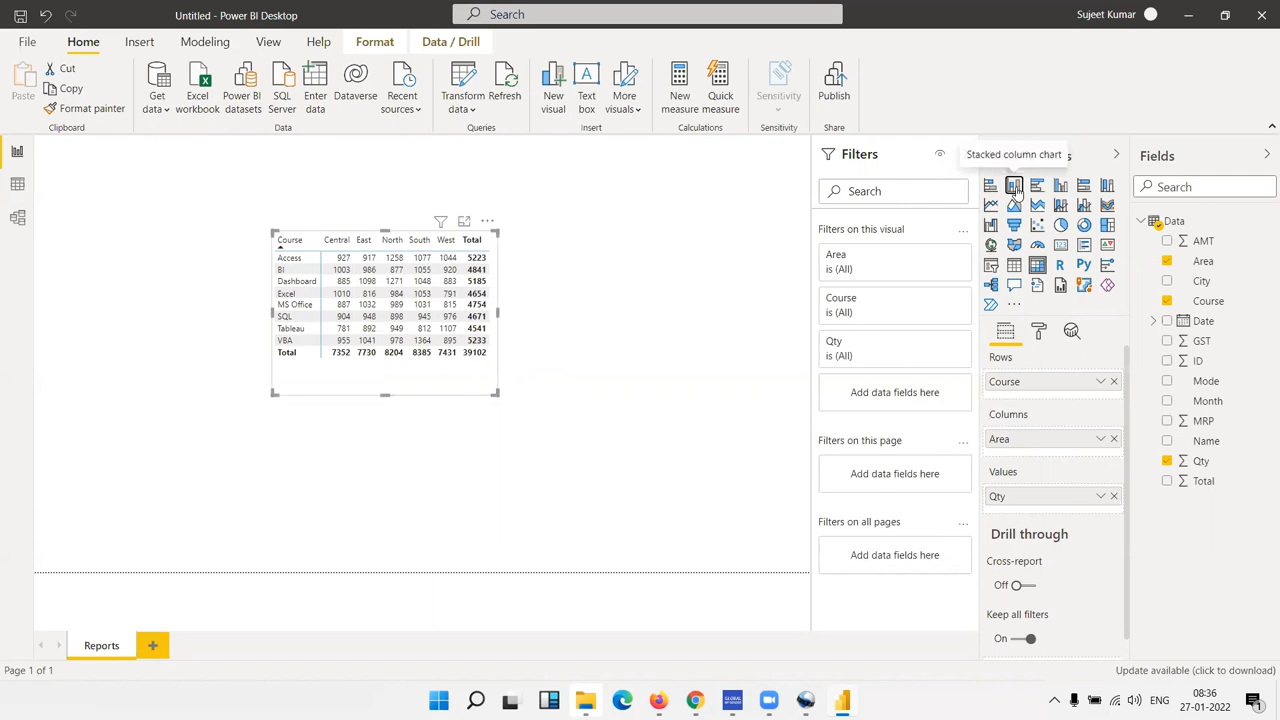 Untitled - Power BI Desktop
Search
Sujeet Kumar
File
Home
Insert
Modeling
View
Help
Format
Data / Drill
Paste
Cut
Copy
Format painter
Clipboard
Get data
Excel workbook
Power BI datasets
SQL Server
Enter data
Dataverse
Recent sources
Data
Transform data
Refresh
Queries
New visual
Text box
More visuals
Insert
New measure
Quick measure
Calculations
Sensitivity
Sensitivity
Publish
Share
Filters
Stacked column chart
Fields
Search
Search
Filters on this visual
Area
is (All)
Course
is (All)
Qty
is (All)
Add data fields here
Filters on this page
Add data fields here
Filters on all pages
Add data fields here
Course Central East North South West Total
Access 927 917 1258 1077 1044 5223
BI 1003 986 877 1055 920 4841
Dashboard 885 1098 1271 1048 883 5185
Excel 1010 816 984 1053 791 4654
MS Office 887 1032 989 1031 815 4754
SQL 904 948 898 945 976 4671
Tableau 781 892 949 812 1107 4541
VBA 955 1041 978 1364 895 5233
Total 7352 7730 8204 8385 7431 39102
R
Py
Rows
Course
Columns
Area
Values
Qty
Drill through
Cross-report
Off
Keep all filters
On
Data
AMT
Area
City
Course
Date
GST
ID
Mode
Month
MRP
Name
Qty
Total
Reports
Page 1 of 1
Update available (click to download)
ENG
08:36
27-01-2022